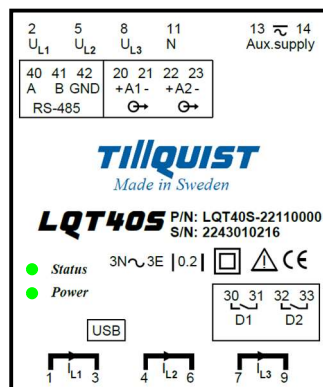 2 5 8 11 13 14
UL1 UL2 UL3 N Aux.supply
40 41 42 20 21 22 23
A B GND +A1- +A2-
RS-485
TILLQUIST
Made in Sweden
LQT40S P/N: LQT40S-22110000
S/N: 2243010216
Status 3N~3E |0.2| CE
Power
30 31 32 33
D1 D2
USB
IL1 IL2 IL3
1 3 4 6 7 9